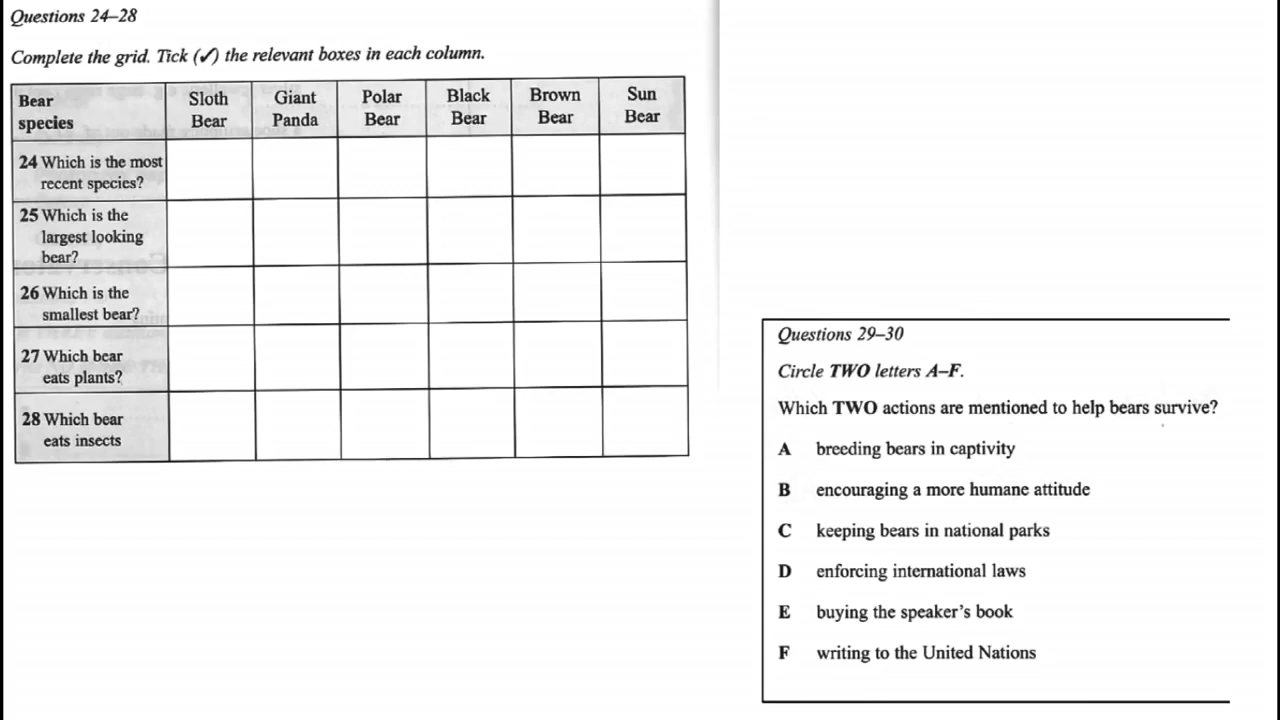 Questions 24–28
Complete the grid. Tick (✓) the relevant boxes in each column.
Bear species | Sloth Bear | Giant Panda | Polar Bear | Black Bear | Brown Bear | Sun Bear
24 Which is the most
recent species?
25 Which is the
largest looking
bear?
26 Which is the
smallest bear?
27 Which bear
eats plants?
28 Which bear
eats insects
Questions 29–30
Circle TWO letters A–F.
Which TWO actions are mentioned to help bears survive?
A breeding bears in captivity
B encouraging a more humane attitude
C keeping bears in national parks
D enforcing international laws
E buying the speaker's book
F writing to the United Nations